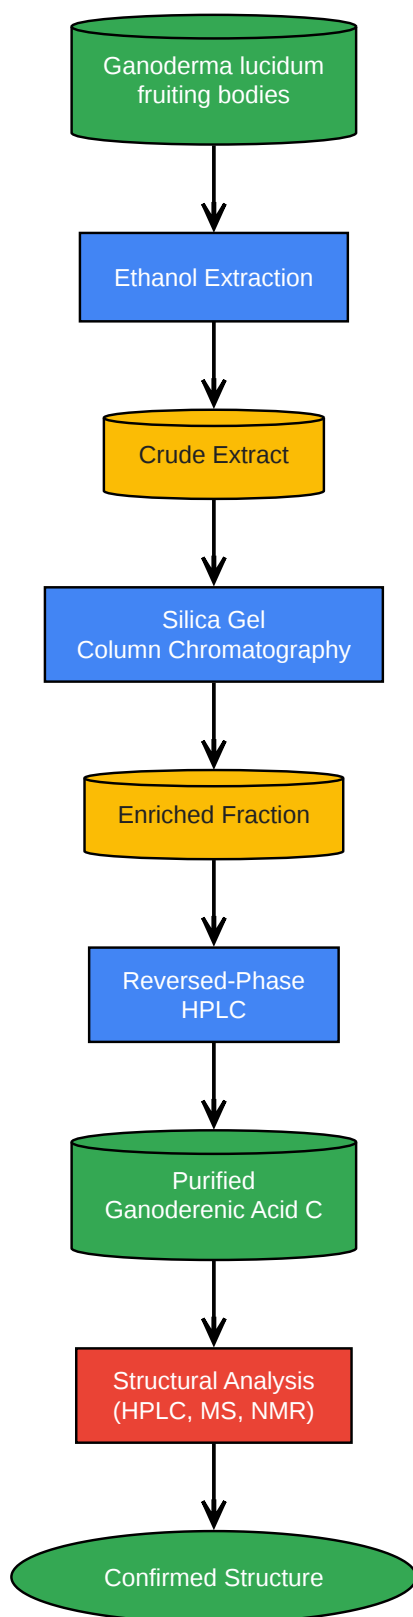 Ganoderma lucidum
fruiting bodies
Ethanol Extraction
Crude Extract
Silica Gel
Column Chromatography
Enriched Fraction
Reversed-Phase
HPLC
Purified
Ganoderenic Acid C
Structural Analysis
(HPLC, MS, NMR)
Confirmed Structure